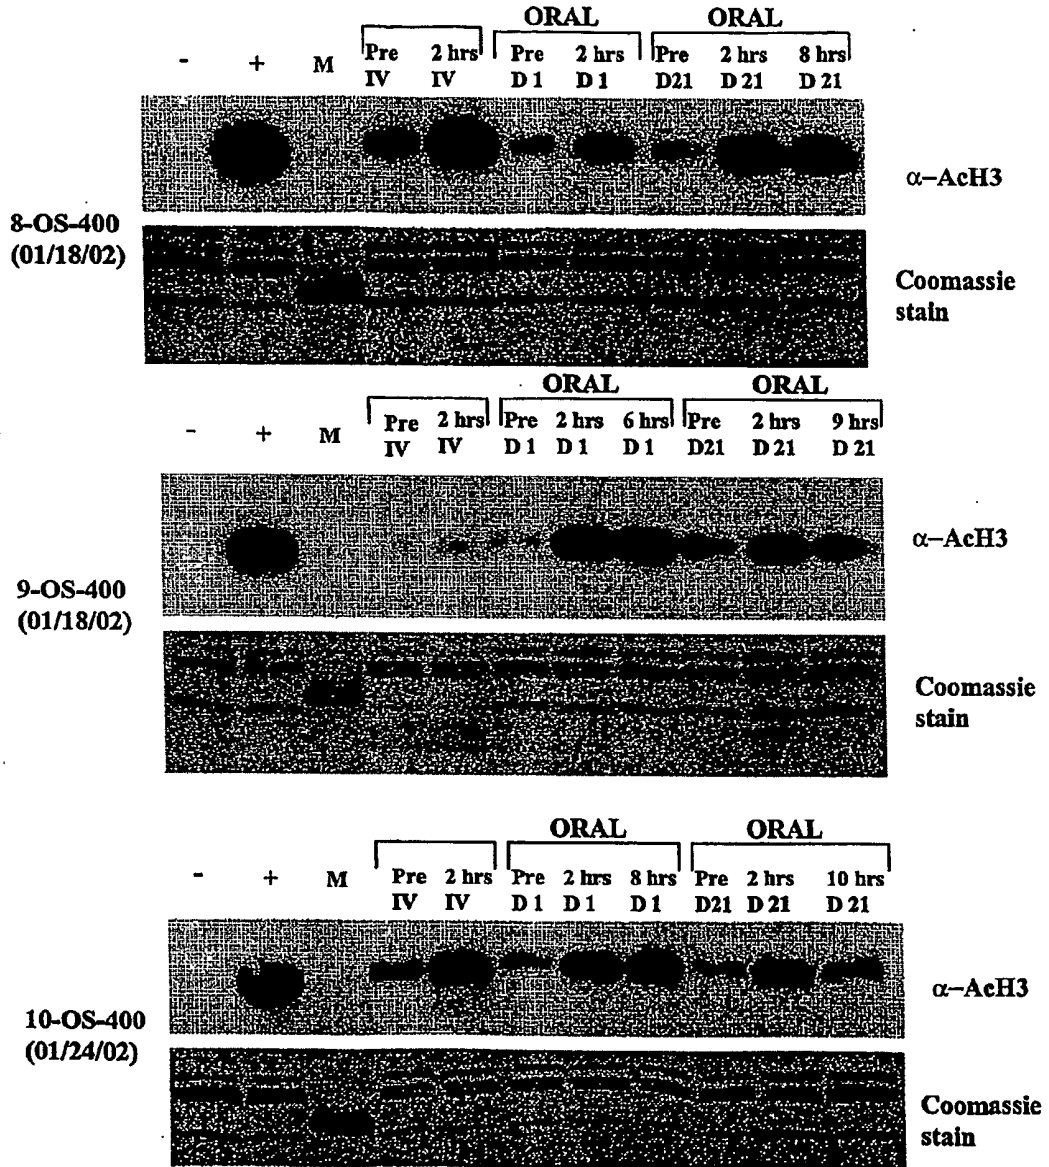 ORAL ORAL
- + M Pre 2 hrs Pre 2 hrs Pre 2 hrs 8 hrs
IV IV D 1 D 1 D21 D 21 D 21
α–AcH3
8-OS-400
(01/18/02)
Coomassie
stain
ORAL ORAL
- + M Pre 2 hrs Pre 2 hrs 6 hrs Pre 2 hrs 9 hrs
IV IV D 1 D 1 D 1 D21 D 21 D 21
α–AcH3
9-OS-400
(01/18/02)
Coomassie
stain
ORAL ORAL
- + M Pre 2 hrs Pre 2 hrs 8 hrs Pre 2 hrs 10 hrs
IV IV D 1 D 1 D 1 D21 D 21 D 21
α–AcH3
10-OS-400
(01/24/02)
Coomassie
stain